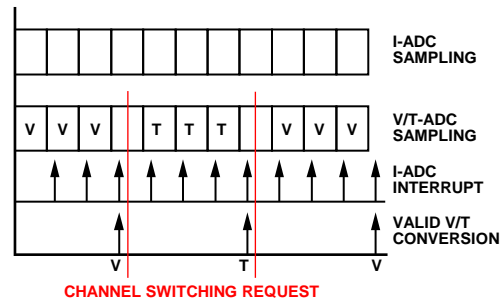 I-ADC
SAMPLING
V V V T T T V V V
V/T-ADC
SAMPLING
I-ADC
INTERRUPT
VALID V/T
CONVERSION
V T V
CHANNEL SWITCHING REQUEST